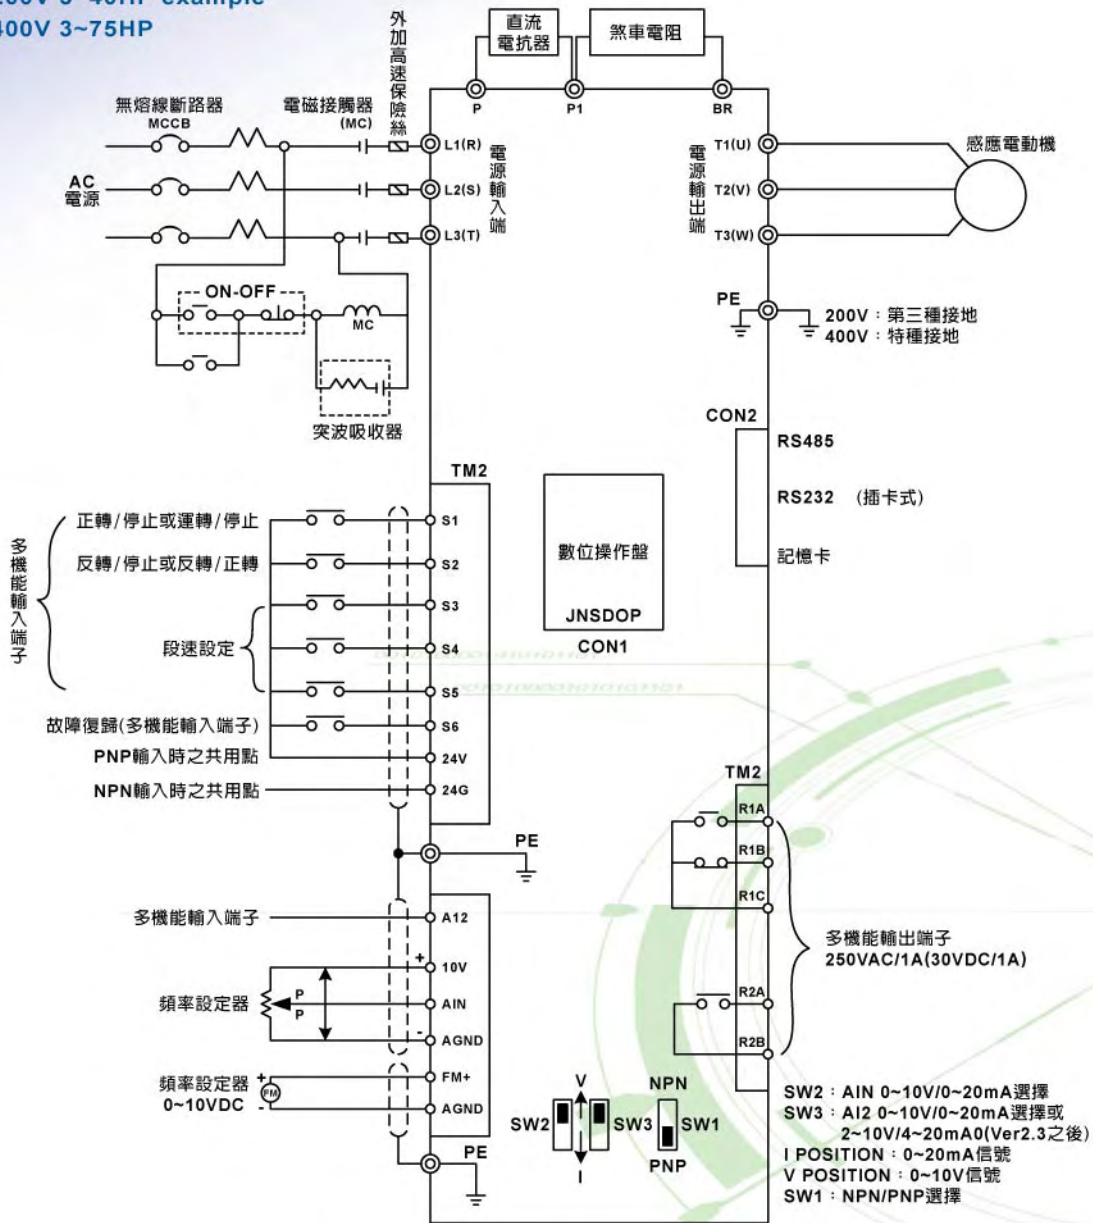 400V 3~75HP
外加高速保險絲
直流
電抗器
煞車電阻
P
P1
BR
無熔線斷路器
MCCB
電磁接觸器
(MC)
AC
電源
L1(R)
L2(S)
L3(T)
電源輸入端
電源輸出端
T1(U)
T2(V)
T3(W)
感應電動機
ON-OFF
MC
突波吸收器
PE
200V：第三種接地
400V：特種接地
CON2
RS485
RS232 (插卡式)
記憶卡
TM2
多機能輸入端子
正轉/停止或運轉/停止
S1
反轉/停止或反轉/正轉
S2
S3
段速設定
S4
S5
故障復歸(多機能輸入端子)
S6
PNP輸入時之共用點
24V
NPN輸入時之共用點
24G
數位操作盤
JNSDOP
CON1
PE
TM2
R1A
R1B
R1C
R2A
R2B
多機能輸出端子
250VAC/1A(30VDC/1A)
多機能輸入端子
A12
+
10V
頻率設定器
P
P
AIN
-
AGND
頻率設定器
0~10VDC
+
FM
-
FM+
AGND
PE
V
SW2
SW3
I
NPN
SW1
PNP
SW2：AIN 0~10V/0~20mA選擇
SW3：AI2 0~10V/0~20mA選擇或
2~10V/4~20mA0(Ver2.3之後)
I POSITION：0~20mA信號
V POSITION：0~10V信號
SW1：NPN/PNP選擇